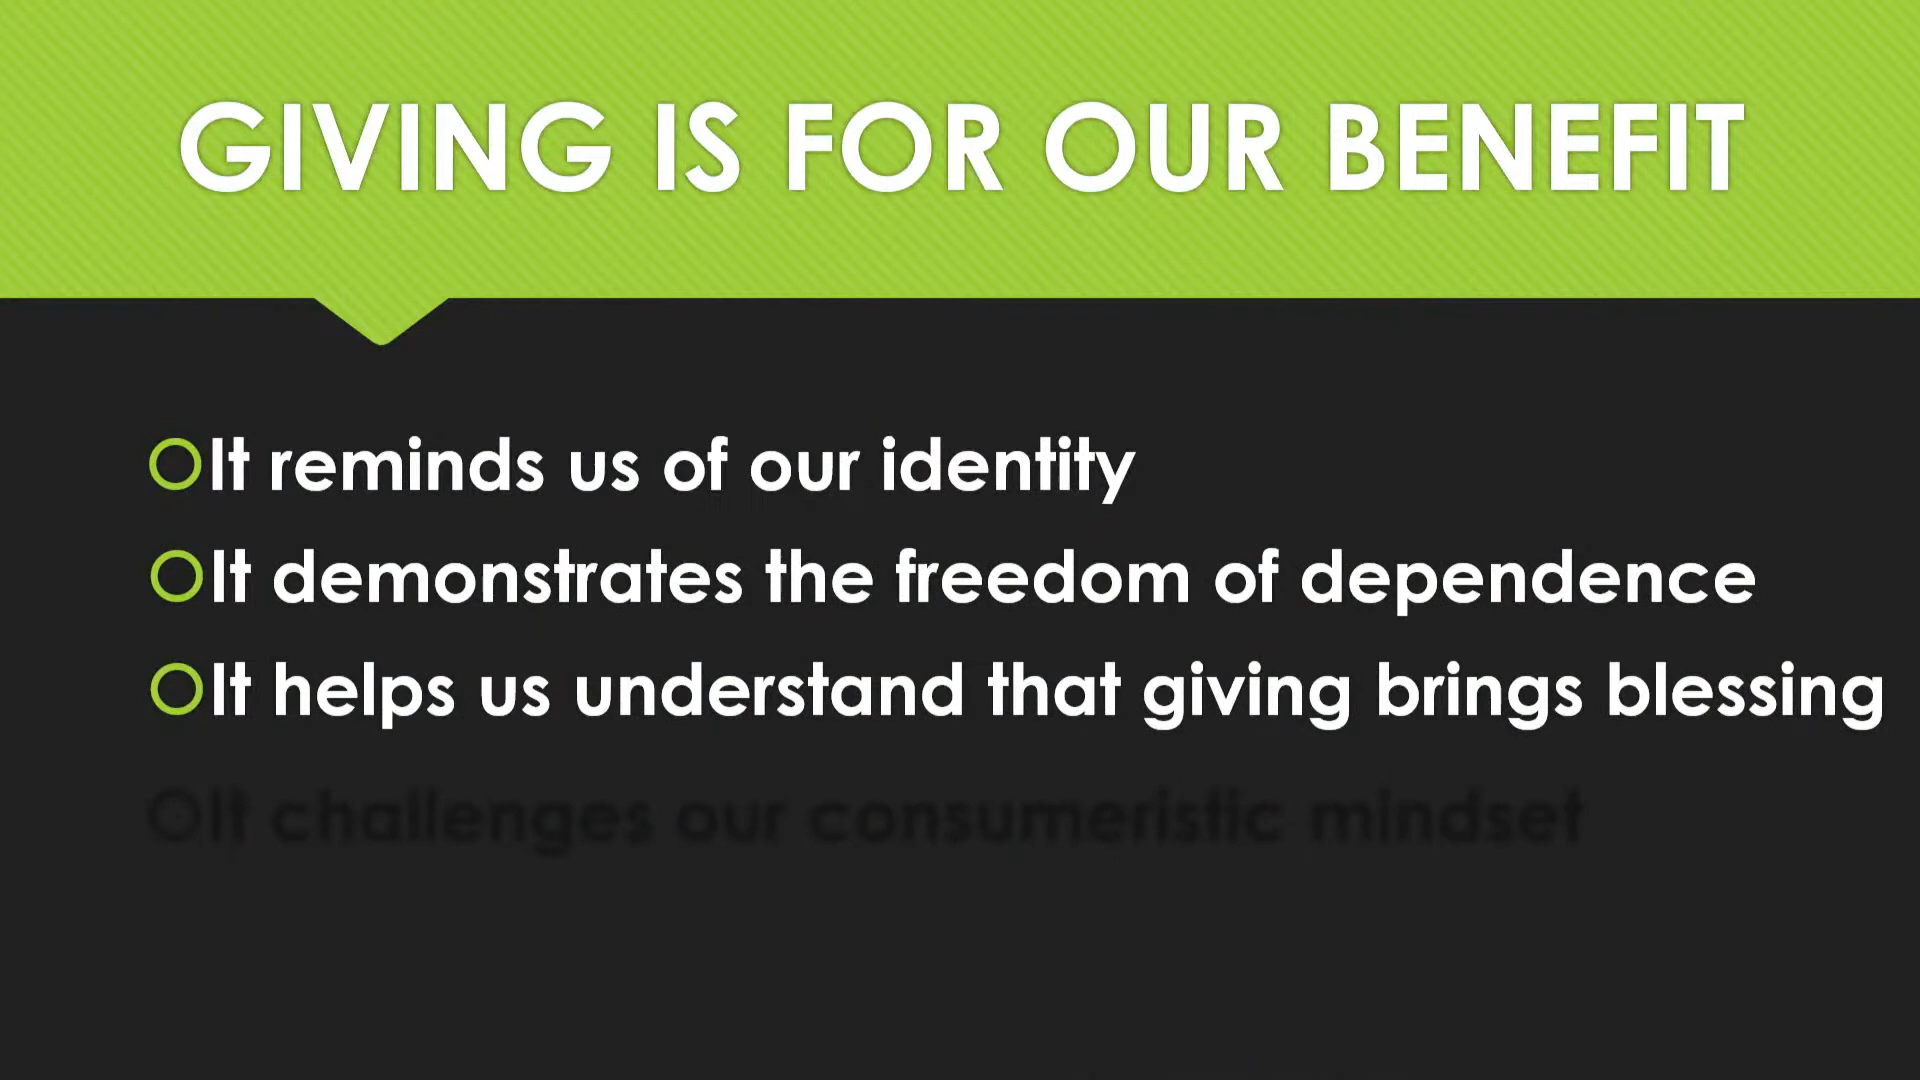 GIVING IS FOR OUR BENEFIT
It reminds us of our identity
It demonstrates the freedom of dependence
It helps us understand that giving brings blessing
It challenges our consumeristic mindset